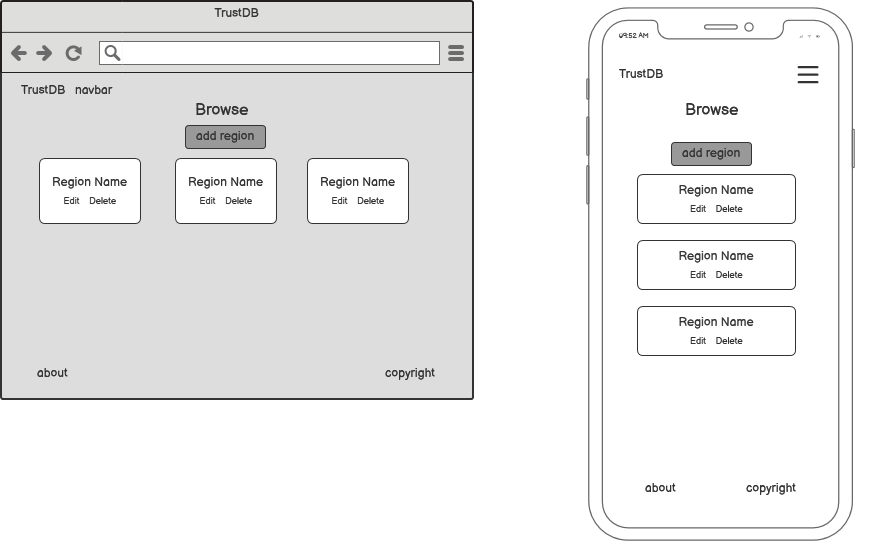 TrustDB
TrustDB navbar
Browse
add region
Region Name Region Name Region Name
Edit Delete Edit Delete Edit Delete
about copyright
09:52 AM
TrustDB
Browse
add region
Region Name
Edit Delete
Region Name
Edit Delete
Region Name
Edit Delete
about copyright